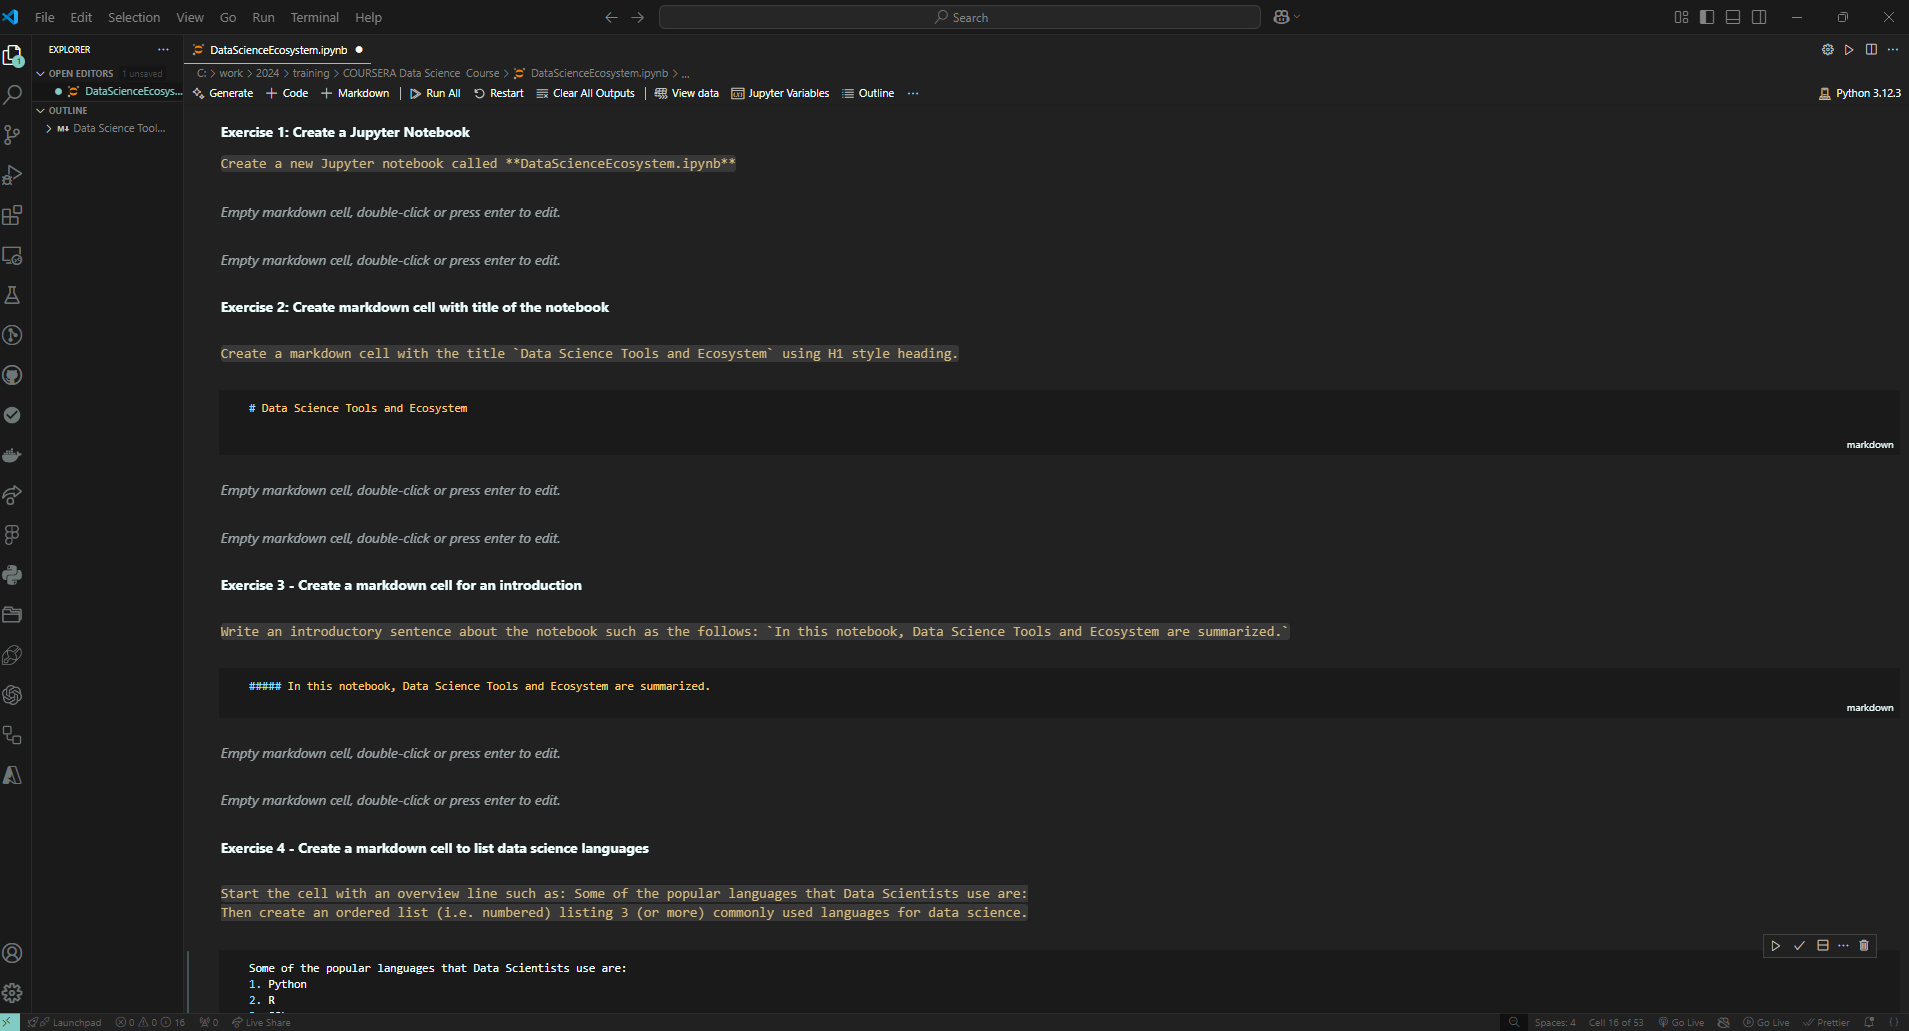 File Edit Selection View Go Run Terminal Help
Search
EXPLORER
DataScienceEcosystem.ipynb
OPEN EDITORS 1 unsaved
C: > work > 2024 > training > COURSERA Data Science Course > DataScienceEcosystem.ipynb > ...
DataScienceEcosys...
Generate + Code + Markdown | Run All Restart Clear All Outputs | View data Jupyter Variables Outline ...
Python 3.12.3
OUTLINE
M↓ Data Science Tool...
Exercise 1: Create a Jupyter Notebook
Create a new Jupyter notebook called **DataScienceEcosystem.ipynb**
Empty markdown cell, double-click or press enter to edit.
Empty markdown cell, double-click or press enter to edit.
Exercise 2: Create markdown cell with title of the notebook
Create a markdown cell with the title `Data Science Tools and Ecosystem` using H1 style heading.
# Data Science Tools and Ecosystem
markdown
Empty markdown cell, double-click or press enter to edit.
Empty markdown cell, double-click or press enter to edit.
Exercise 3 - Create a markdown cell for an introduction
Write an introductory sentence about the notebook such as the follows: `In this notebook, Data Science Tools and Ecosystem are summarized.`
##### In this notebook, Data Science Tools and Ecosystem are summarized.
markdown
Empty markdown cell, double-click or press enter to edit.
Empty markdown cell, double-click or press enter to edit.
Exercise 4 - Create a markdown cell to list data science languages
Start the cell with an overview line such as: Some of the popular languages that Data Scientists use are:
Then create an ordered list (i.e. numbered) listing 3 (or more) commonly used languages for data science.
Some of the popular languages that Data Scientists use are:
1. Python
2. R
Launchpad 0 0 16 0 Live Share
Spaces: 4 Cell 16 of 53 Go Live Go Live Prettier